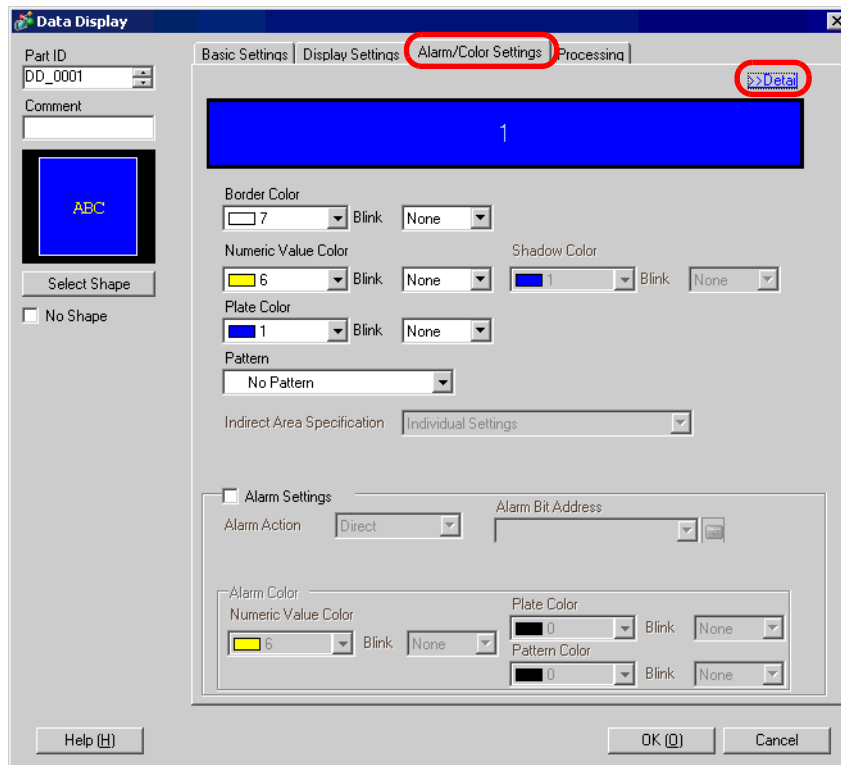 Data Display
Part ID
DD_0001
Comment
ABC
Select Shape
No Shape
Basic Settings Display Settings Alarm/Color Settings Processing
>>Detail
1
Border Color
7 Blink None
Numeric Value Color Shadow Color
6 Blink None 1 Blink None
Plate Color
1 Blink None
Pattern
No Pattern
Indirect Area Specification Individual Settings
Alarm Settings
Alarm Action Direct Alarm Bit Address
Alarm Color
Numeric Value Color Plate Color
6 Blink None 0 Blink None
Pattern Color
0 Blink None
Help (H) OK (O) Cancel